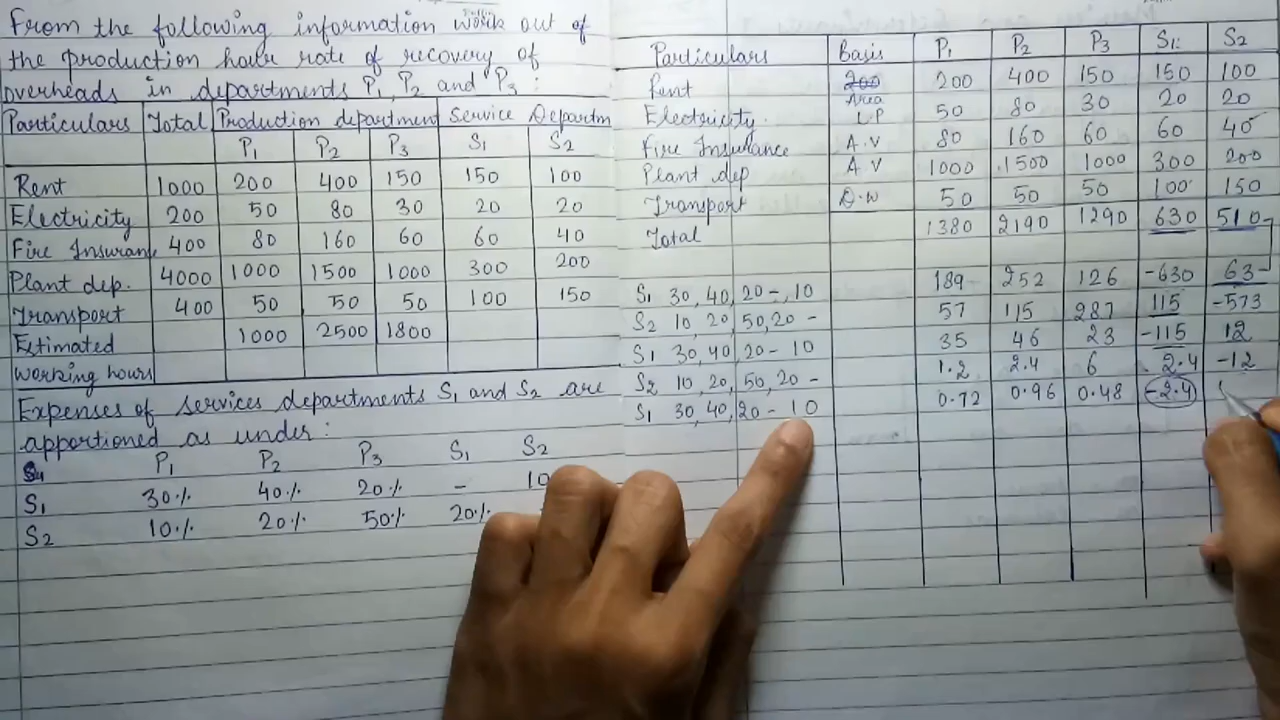 From the following information work out of
the production hour rate of recovery of
overheads in departments P1, P2 and P3 :
Particulars Total Production department Service Departm
P1 P2 P3 S1 S2
Rent 1000 200 400 150 150 100
Electricity 200 50 80 30 20 20
Fire Insuran 400 80 160 60 60 40
Plant dep. 4000 1000 1500 1000 300 200
Transport 400 50 50 50 100 150
Estimated 1000 2500 1800
working hours
Expenses of services departments S1 and S2 are
apportioned as under :
P1 P2 P3 S1 S2
S1 30% 40% 20% - 10
S2 10% 20% 50% 20%
Particulars Basis P1 P2 P3 S1: S2
Rent Area 200 400 150 150 100
Electricity. L.P 50 80 30 20 20
Fire Insurance A.V 80 160 60 60 40
Plant dep A.V 1000 1500 1000 300 200
Transport D.W 50 50 50 100 150
Total 1380 2190 1290 630 510
S1 30, 40, 20 -, 10 189 252 126 -630 63
S2 10, 20, 50, 20 - 57 115 287 115 -573
S1 30, 40, 20 - 10 35 46 23 -115 12
S2 10, 20, 50, 20 - 1.2 2.4 6 2.4 -12
S1 30, 40, 20 - 10 0.72 0.96 0.48 -2.4